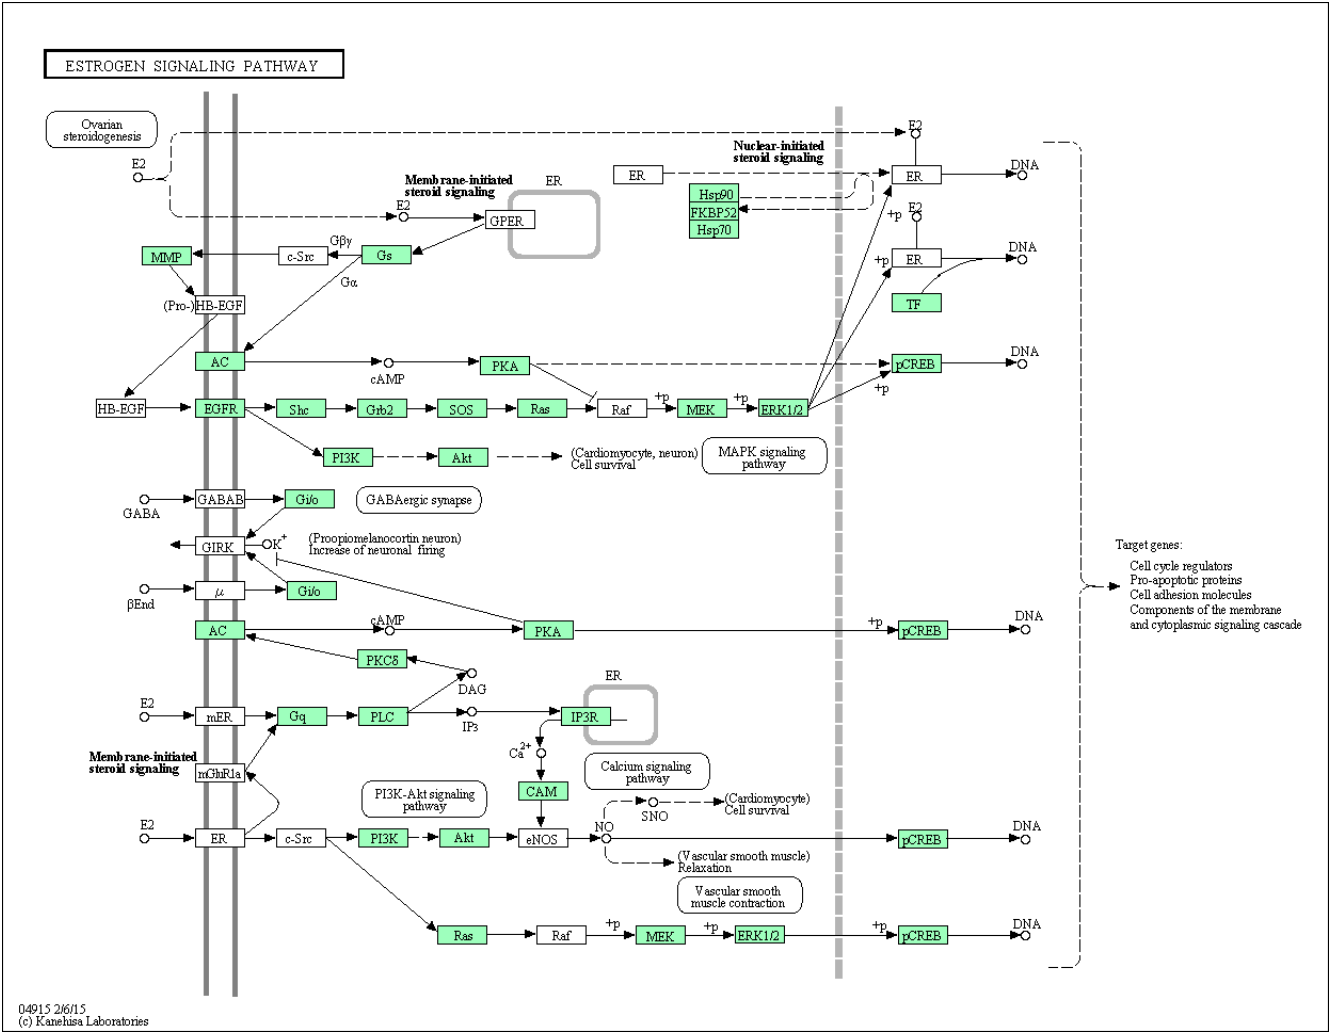 ESTROGEN SIGNALING PATHWAY
Ovarian
steroidogenesis
E2
E2
Nuclear-initiated
steroid signaling
DNA
ER
ER
ER
Membrane-initiated
steroid signaling
Hsp90
FKBP52
Hsp70
E2
GPER
+p
E2
Gβγ
MMP
c-Src
Gs
+p
ER
DNA
Gα
(Pro-)
HB-EGF
TF
AC
cAMP
PKA
pCREB
DNA
+p
HB-EGF
EGFR
Shc
Grb2
SOS
Ras
Raf
+p
MEK
+p
ERK1/2
PI3K
Akt
(Cardiomyocyte, neuron)
Cell survival
MAPK signaling
pathway
GABA
GABAB
Gi/o
GABAergic synapse
GIRK
K+
(Proopiomelanocortin neuron)
Increase of neuronal firing
Target genes:
Cell cycle regulators
Pro-apoptotic proteins
Cell adhesion molecules
Components of the membrane
and cytoplasmic signaling cascade
βEnd
μ
Gi/o
AC
cAMP
PKA
+p
pCREB
DNA
PKCδ
DAG
ER
E2
mER
Gq
PLC
IP3
IP3R
Ca2+
Membrane-initiated
steroid signaling
mGluR1a
Calcium signaling
pathway
PI3K-Akt signaling
pathway
CAM
(Cardiomyocyte)
Cell survival
SNO
E2
ER
c-Src
PI3K
Akt
eNOS
NO
pCREB
DNA
(Vascular smooth muscle)
Relaxation
Vascular smooth
muscle contraction
Ras
Raf
+p
MEK
+p
ERK1/2
+p
pCREB
DNA
04915 2/6/15
(c) Kanehisa Laboratories